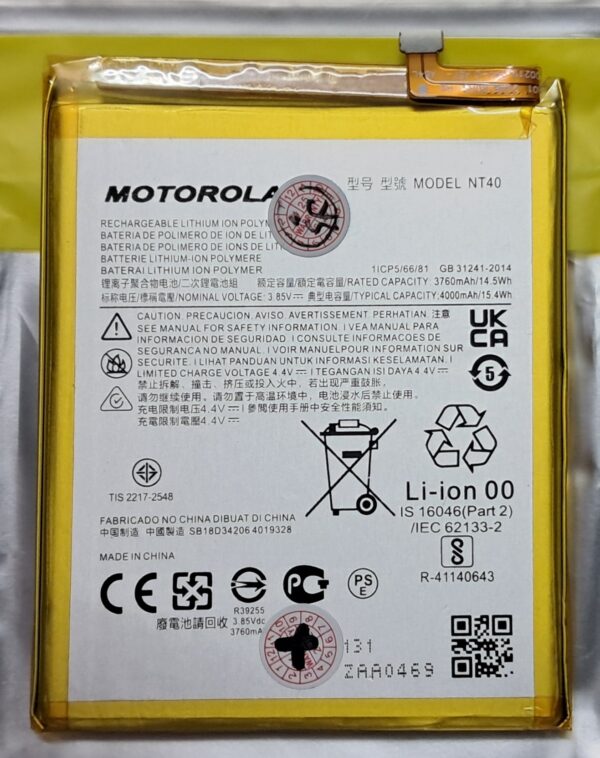 MOTOROLA
型号 型號 MODEL NT40
RECHARGEABLE LITHIUM ION POLYM
BATERIA DE POLIMERO DE ION DE LIT
BATERIA DE POLÍMERO DE IONS DE LIT
BATTERIE LITHIUM-ION POLYMERE
BATERAI LITHIUM ION POLYMER
1ICP5/66/81 GB 31241-2014
锂离子聚合物电池/二次锂電池組 额定容量/額定電容量/RATED CAPACITY: 3760mAh/14.5Wh
标称电压/標稱電壓/NOMINAL VOLTAGE: 3.85V⎓ 典型电容量/TYPICAL CAPACITY:4000mAh/15.4Wh
CAUTION. PRECAUCION. AVISO AVERTISSEMENT PERHATIAN. 注意
SEE MANUAL FOR SAFETY INFORMATION. I VEA MANUAL PARA
INFORMACION DE SEGURIDAD. I CONSULTAR INFORMACOES DE
SEGURANCA NO MANUAL. I VOIR MANUELPOUR INFORMATION SUR
SECURITE. I LIHAT PANDUAN UNTUK INFORMASI KESELAMATAN. I
LIMITED CHARGE VOLTAGE 4.4V⎓ I TEGANGAN ISI DAYA 4.4V⎓
禁止拆解、撞击、挤压或投入火中，若出现严重鼓胀。
请勿继续使用。请勿置于高温环境中，电池浸水后禁止使用。
充电限制电压4.4V⎓ I 參閲使用手册中安全性能須知。
充電限制電壓4.4V⎓
UK
CA
5
TIS 2217-2548
Li-ion 00
IS 16046(Part 2)
/IEC 62133-2
R-41140643
FABRICADO NO CHINA DIBUAT DI CHINA
中国制造 中國製造 SB18D34206 4019328
MADE IN CHINA
CE
PS
E
廢電池請回收
R39255
3.85Vdc
3760mA
131
ZAA0469